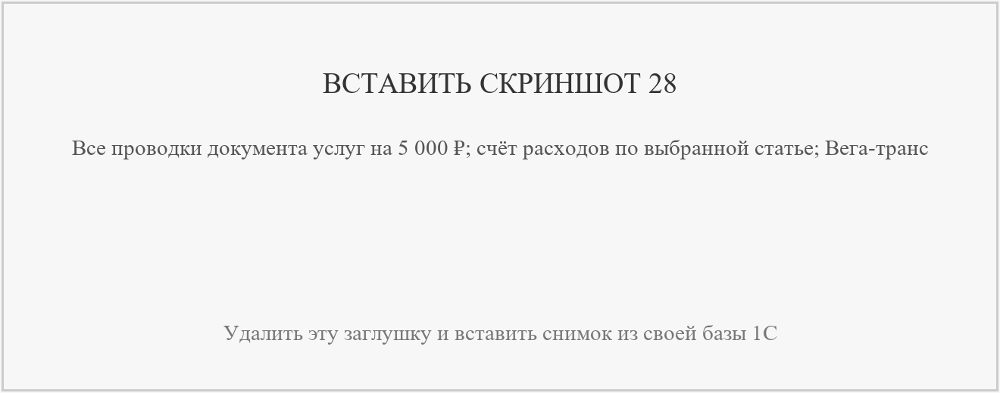 ВСТАВИТЬ СКРИНШОТ 28
Все проводки документа услуг на 5 000 ₽; счёт расходов по выбранной статье; Вега-транс
Удалить эту заглушку и вставить снимок из своей базы 1С